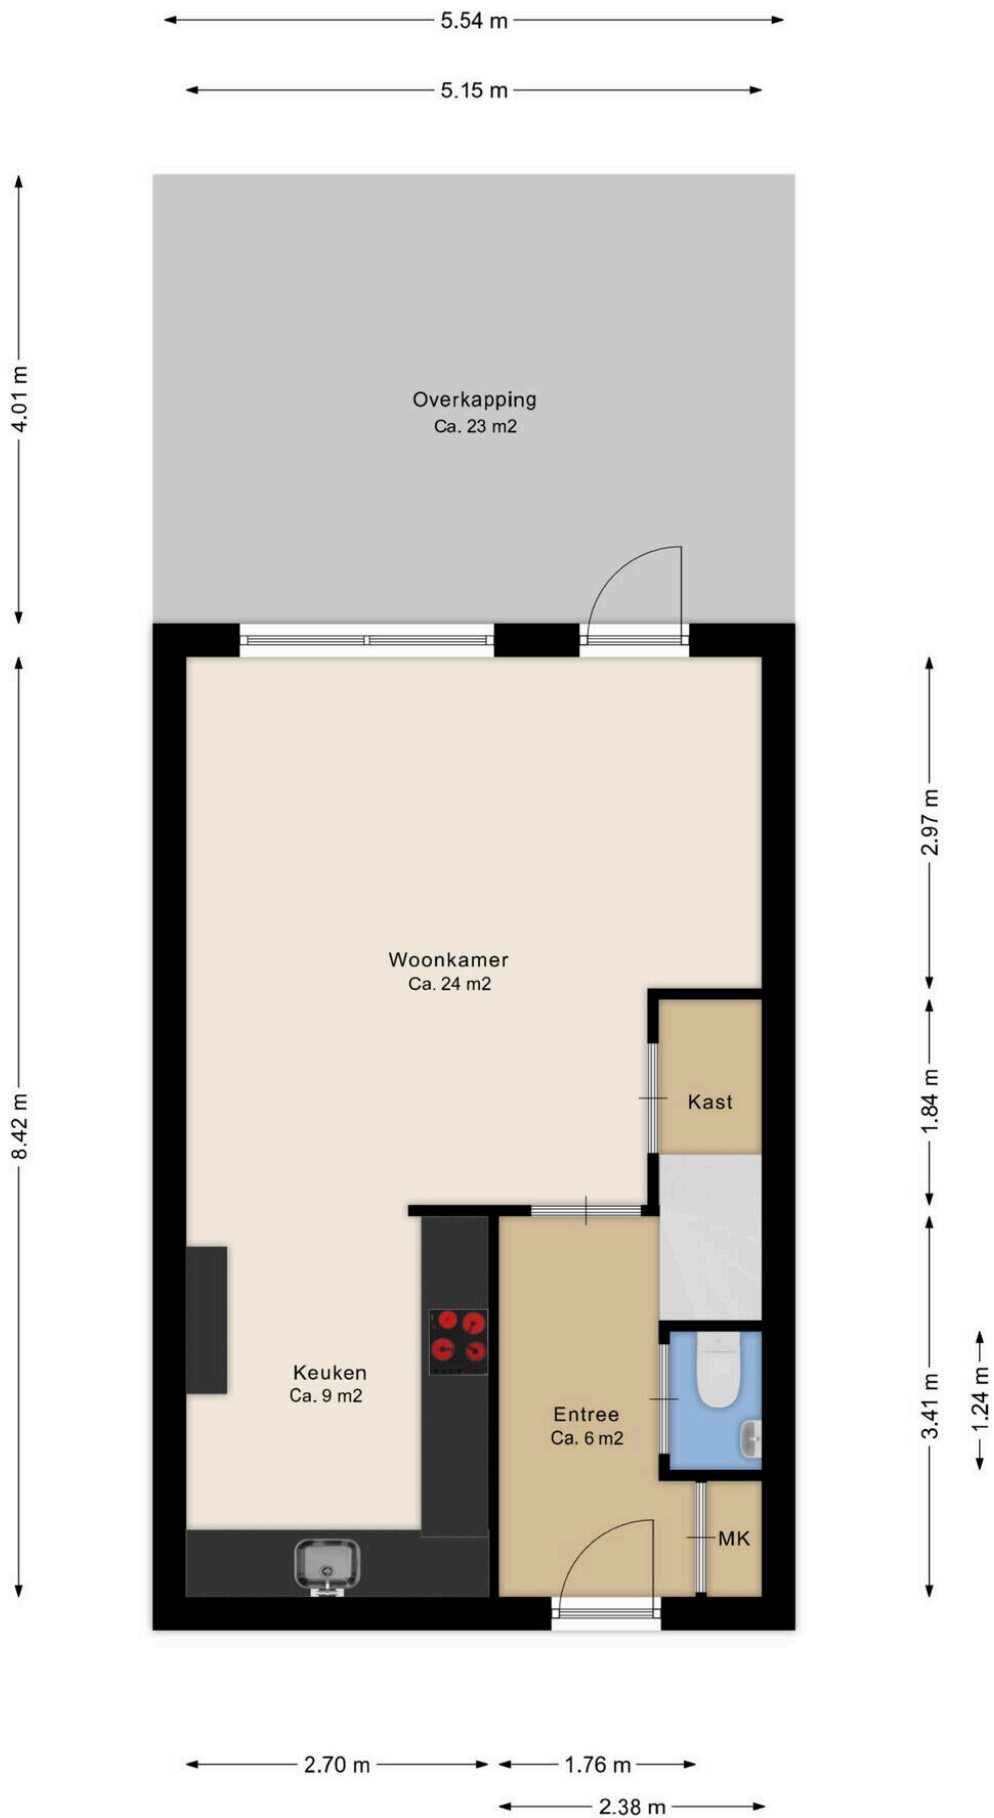 5.54 m
5.15 m
4.01 m
Overkapping
Ca. 23 m2
8.42 m
2.97 m
Woonkamer
Ca. 24 m2
1.84 m
Kast
3.41 m
1.24 m
Keuken
Ca. 9 m2
Entree
Ca. 6 m2
MK
2.70 m
1.76 m
2.38 m